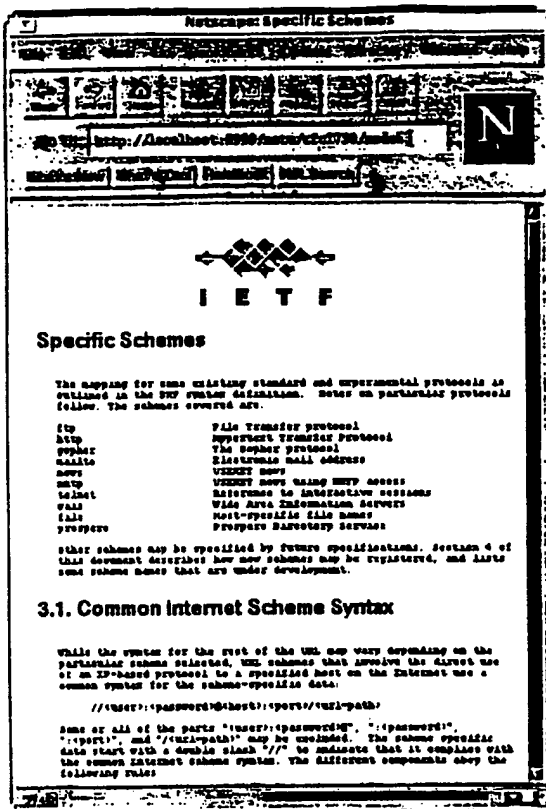 Netscape: Specific Schemes
N
I E T F
Specific Schemes
The mapping for some existing standard and experimental protocols is
outlined in the BNF syntax definition. Notes on particular protocols
follow. The schemes covered are:
ftp File Transfer protocol
http Hypertext Transfer Protocol
gopher The Gopher protocol
mailto Electronic mail address
news USENET news
nntp USENET news using NNTP access
telnet Reference to interactive sessions
wais Wide Area Information Servers
file Host-specific file names
prospero Prospero Directory Service
Other schemes may be specified by future specifications. Section 4 of
this document describes how new schemes may be registered, and lists
some scheme names that are under development.
3.1. Common Internet Scheme Syntax
While the syntax for the rest of the URL may vary depending on the
particular scheme selected, URL schemes that involve the direct use
of an IP-based protocol to a specified host on the Internet use a
common syntax for the scheme-specific data:
//<user>:<password>@<host>:<port>/<url-path>
Some or all of the parts "<user>:<password>@", ":<password>",
":<port>", and "/<url-path>" may be excluded. The scheme specific
data start with a double slash "//" to indicate that it complies with
the common Internet scheme syntax. The different components obey the
following rules: